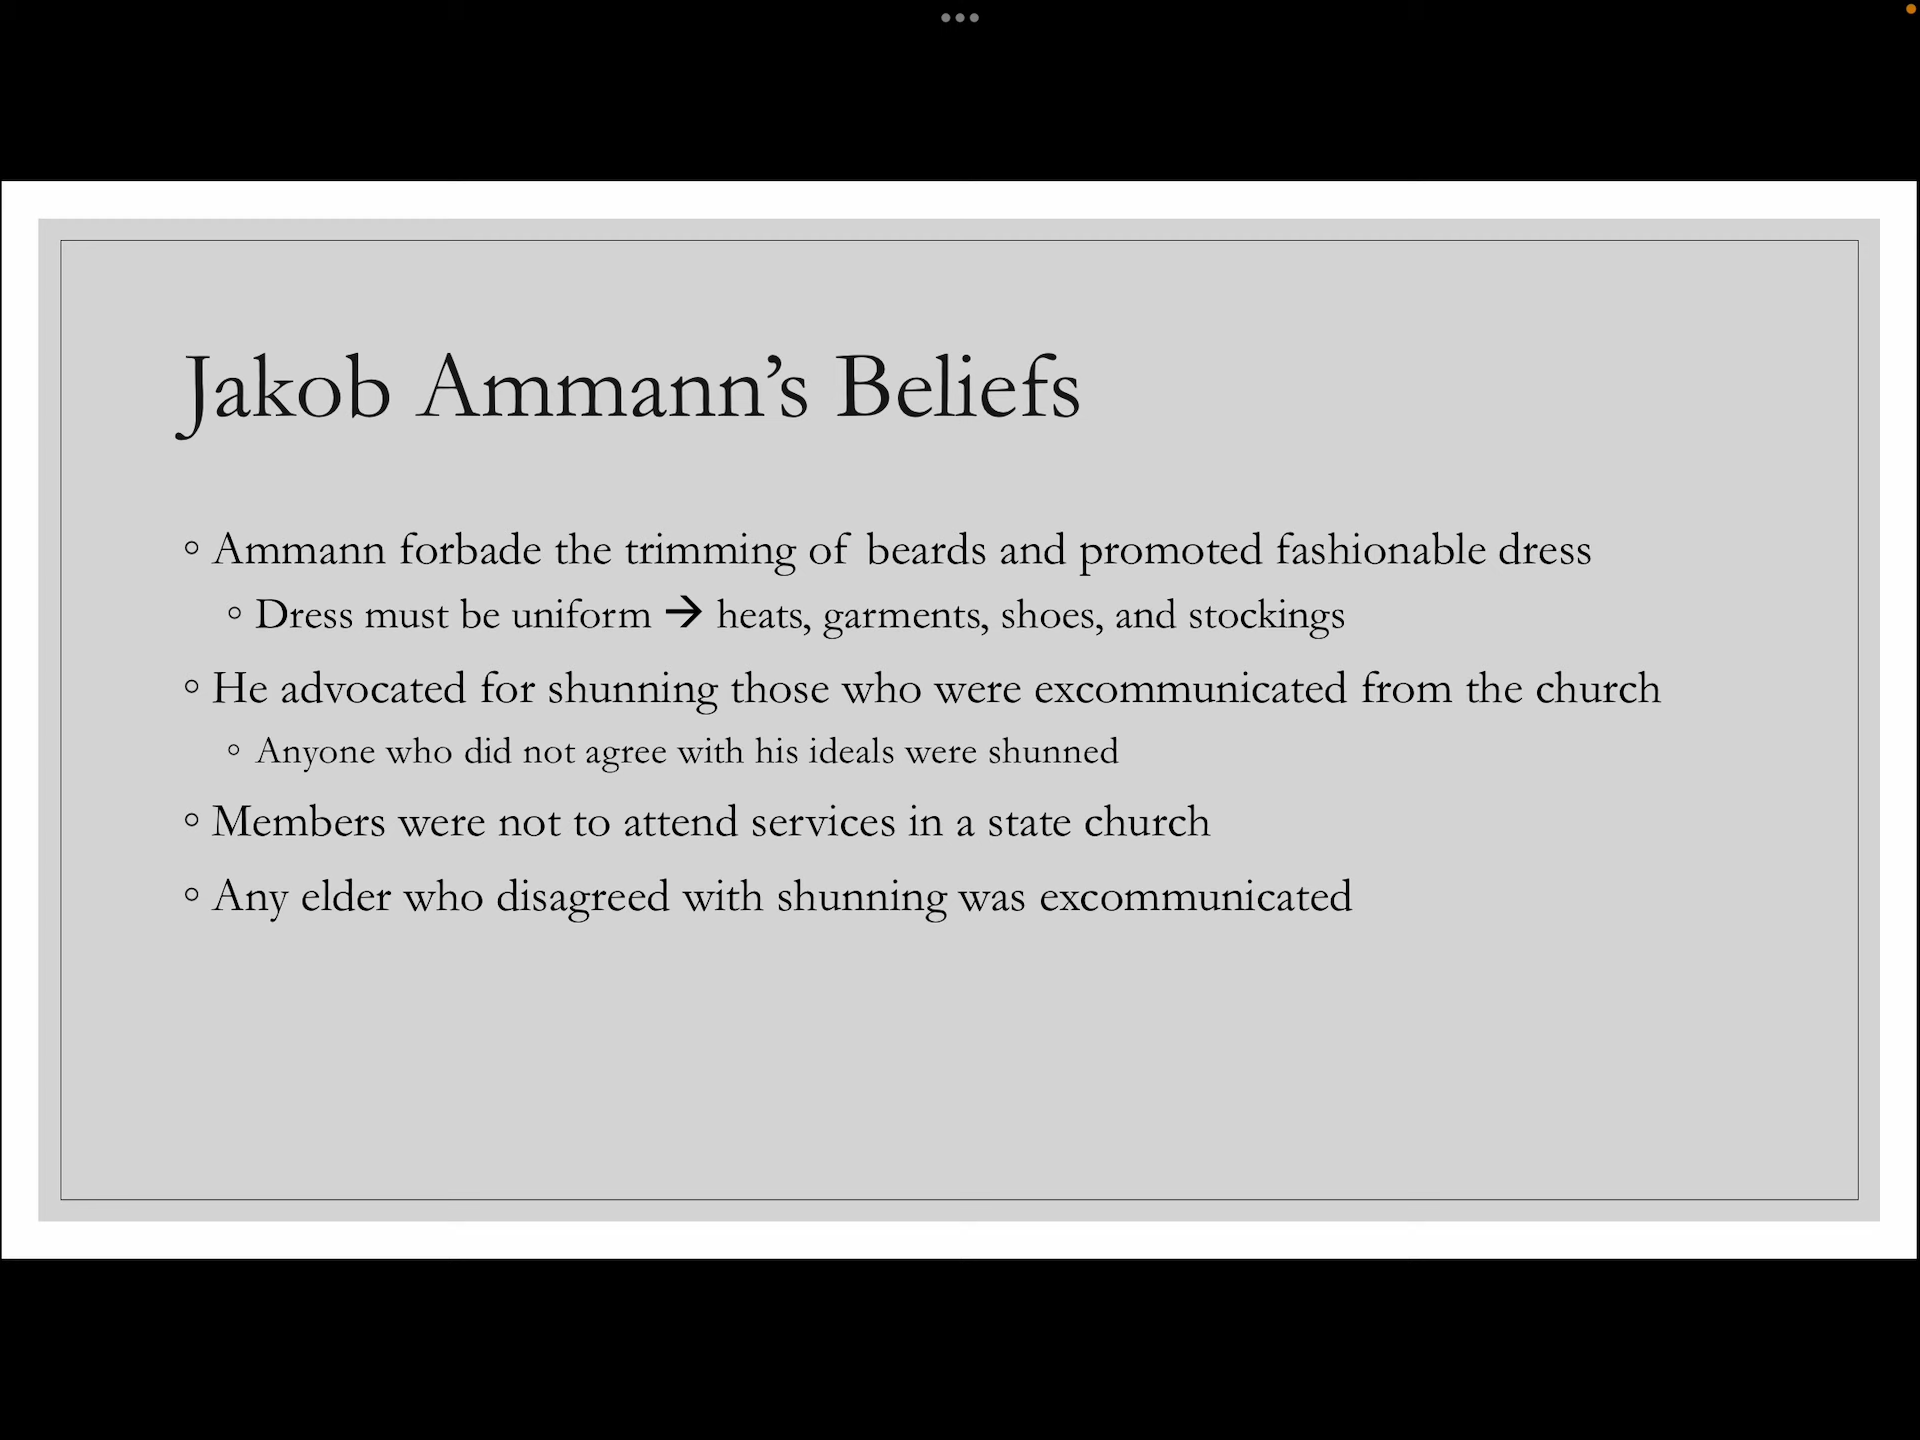 Jakob Ammann’s Beliefs
◦ Ammann forbade the trimming of beards and promoted fashionable dress
◦ Dress must be uniform → heats, garments, shoes, and stockings
◦ He advocated for shunning those who were excommunicated from the church
◦ Anyone who did not agree with his ideals were shunned
◦ Members were not to attend services in a state church
◦ Any elder who disagreed with shunning was excommunicated